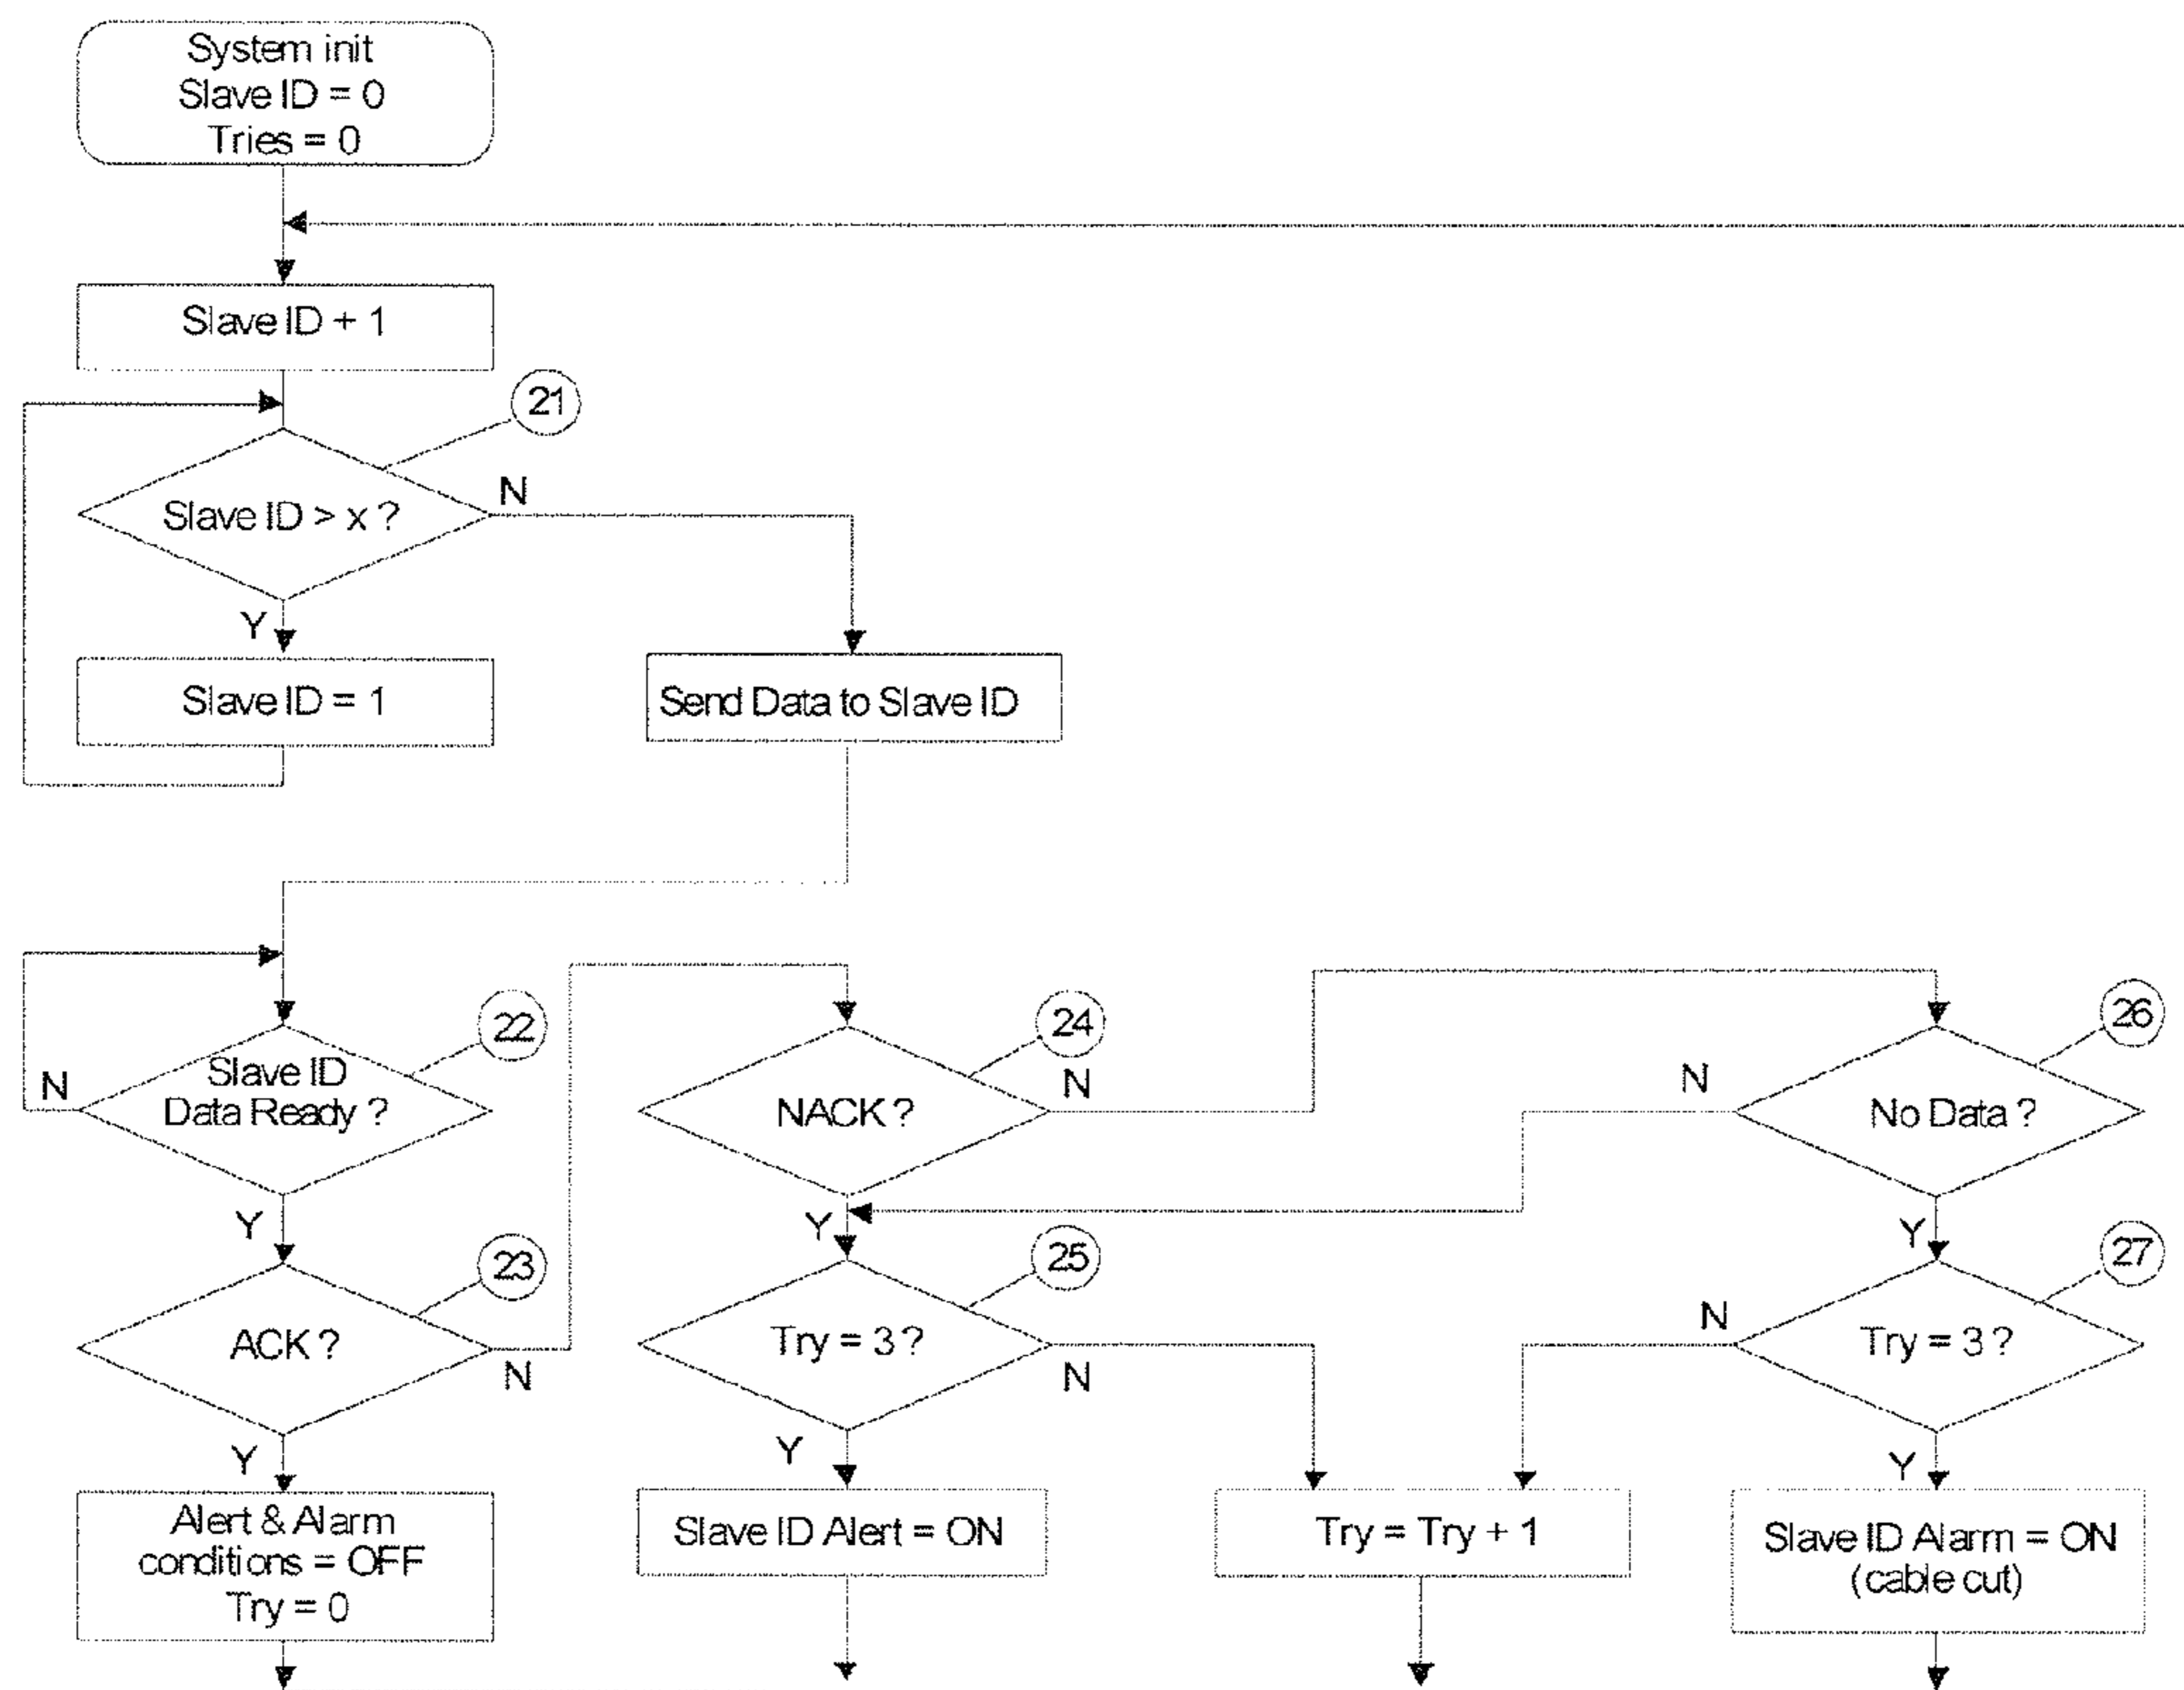 System init
Slave ID = 0
Tries = 0
Slave ID + 1
21
Slave ID > x ?
N
Y
Slave ID = 1
Send Data to Slave ID
22
Slave ID
Data Ready ?
N
Y
23
ACK ?
N
Y
Alert & Alarm
conditions = OFF
Try = 0
24
NACK ?
N
Y
25
Try = 3 ?
N
Y
Slave ID Alert = ON
Try = Try + 1
26
No Data ?
N
Y
27
Try = 3 ?
N
Y
Slave ID Alarm = ON
(cable cut)